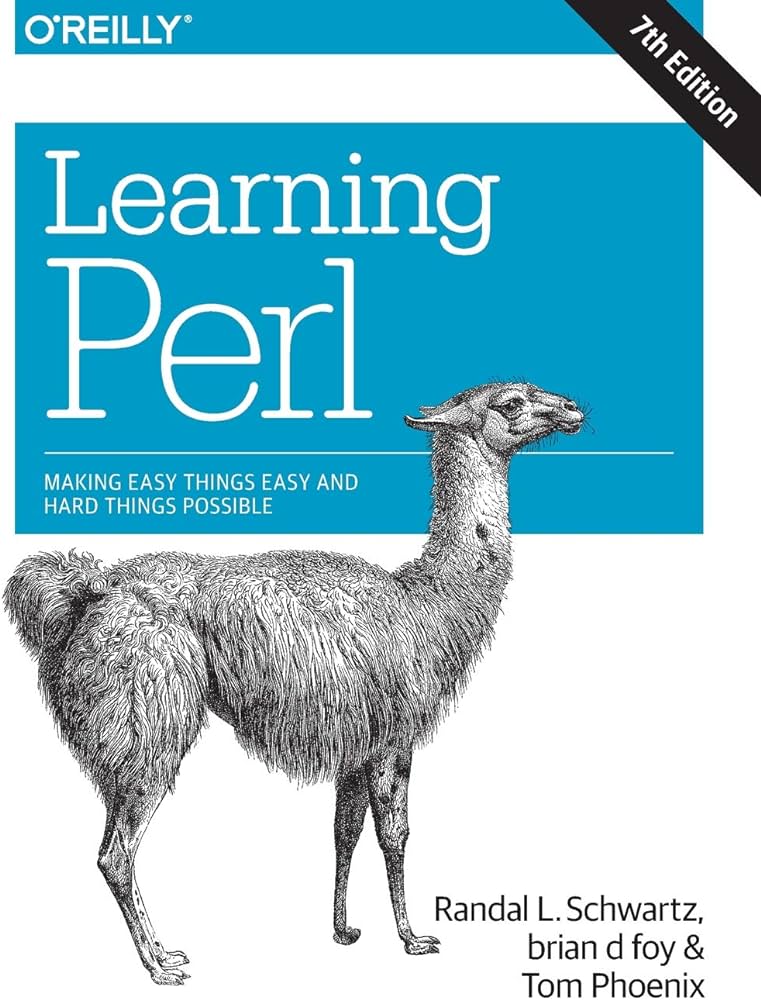 O'REILLY®
7th Edition
Learning
Perl
MAKING EASY THINGS EASY AND
HARD THINGS POSSIBLE
Randal L. Schwartz,
brian d foy &
Tom Phoenix